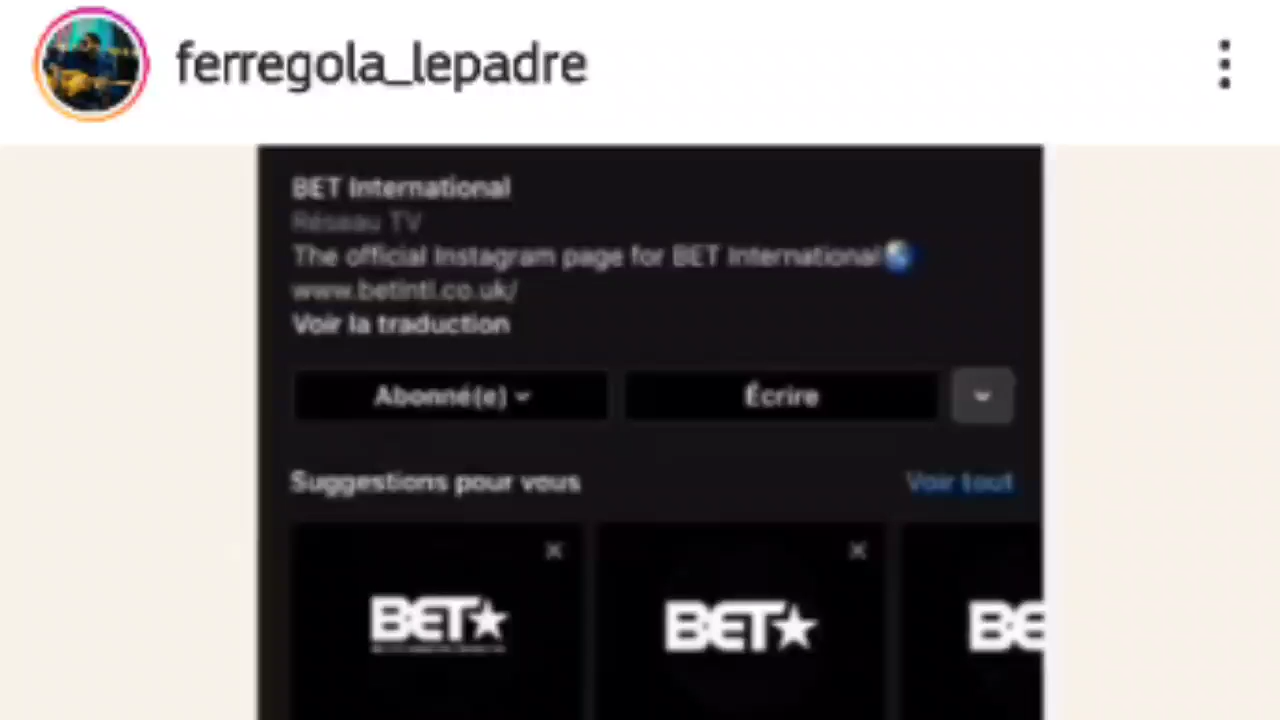 ferregola_lepadre
BET International
Réseau TV
The official Instagram page for BET International
www.betintl.co.uk/
Voir la traduction
Abonné(e) Écrire
Suggestions pour vous Voir tout
BET BET BE